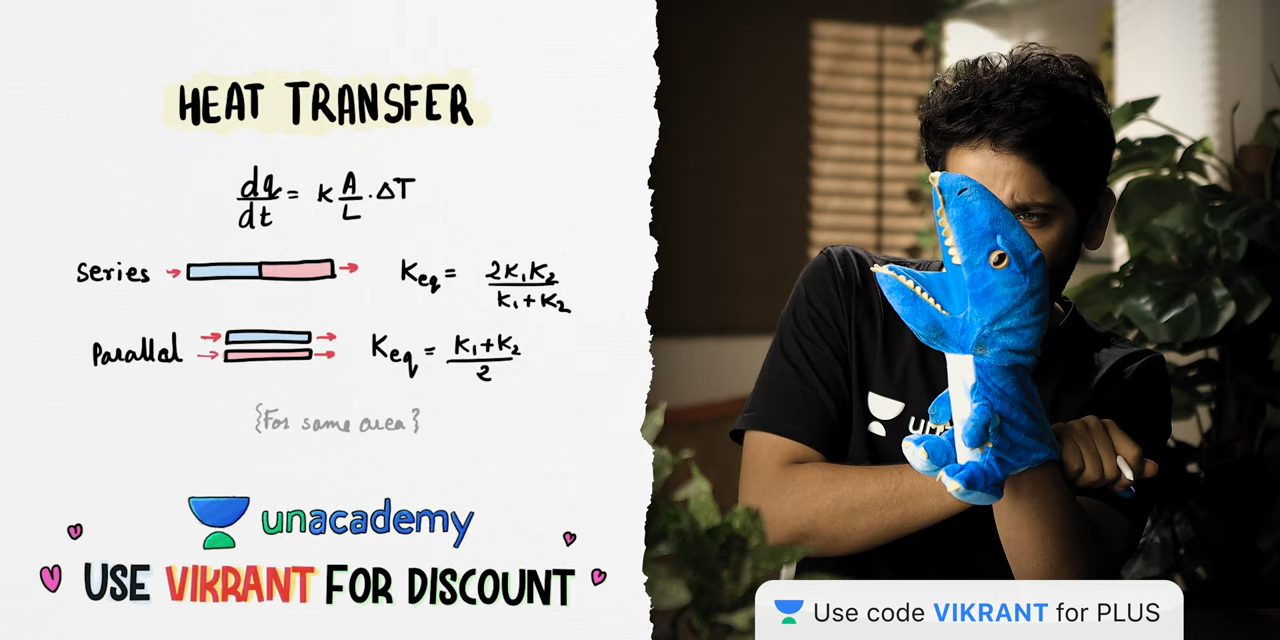 HEAT TRANSFER
dq/dt = K A/L . ΔT
Series
Keq = 2K1K2/K1+K2
Parallal
Keq = K1+K2/2
{For same area}
unacademy
USE VIKRANT FOR DISCOUNT
Use code VIKRANT for PLUS